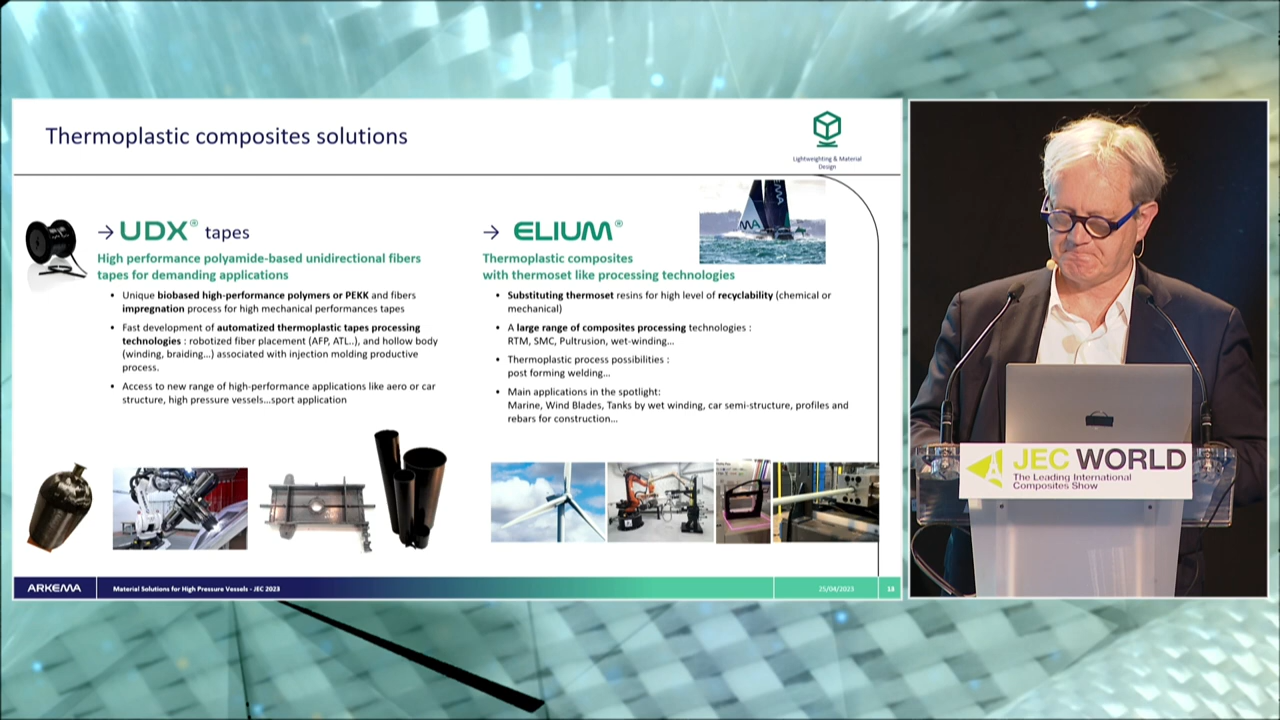 Thermoplastic composites solutions
Lightweighting & Material
Design
→ UDX® tapes
High performance polyamide-based unidirectional fibers
tapes for demanding applications
• Unique biobased high-performance polymers or PEKK and fibers
impregnation process for high mechanical performances tapes
• Fast development of automatized thermoplastic tapes processing
technologies : robotized fiber placement (AFP, ATL..), and hollow body
(winding, braiding...) associated with injection molding productive
process.
• Access to new range of high-performance applications like aero or car
structure, high pressure vessels...sport application
→ ELIUM®
Thermoplastic composites
with thermoset like processing technologies
• Substituting thermoset resins for high level of recyclability (chemical or
mechanical)
• A large range of composites processing technologies :
RTM, SMC, Pultrusion, wet-winding...
• Thermoplastic process possibilities :
post forming welding...
• Main applications in the spotlight:
Marine, Wind Blades, Tanks by wet winding, car semi-structure, profiles and
rebars for construction...
ARKEMA
Material Solutions for High Pressure Vessels - JEC 2023
25/04/2023
18
JEC WORLD
The Leading International
Composites Show